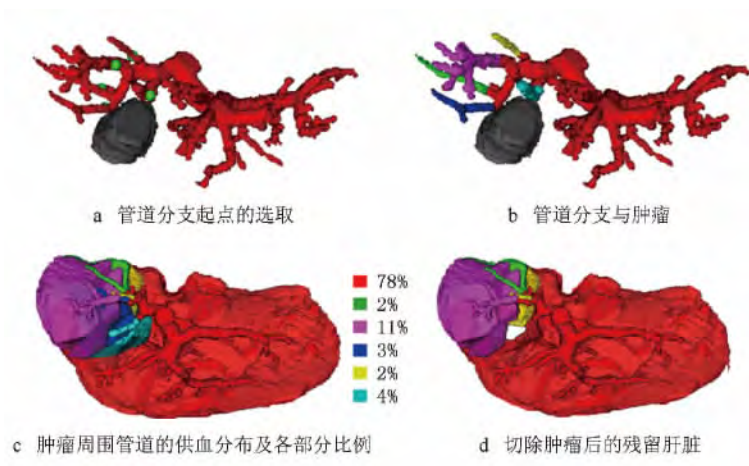 a 管道分支起点的选取
b 管道分支与肿瘤
78%
2%
11%
3%
2%
4%
c 肿瘤周围管道的供血分布及各部分比例
d 切除肿瘤后的残留肝脏